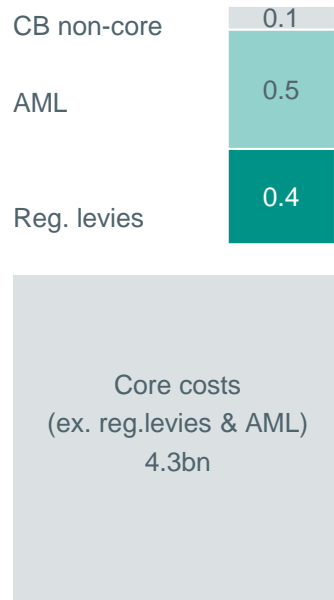 CB non-core 0.1
AML 0.5
Reg. levies 0.4
Core costs
(ex. reg.levies & AML)
4.3bn